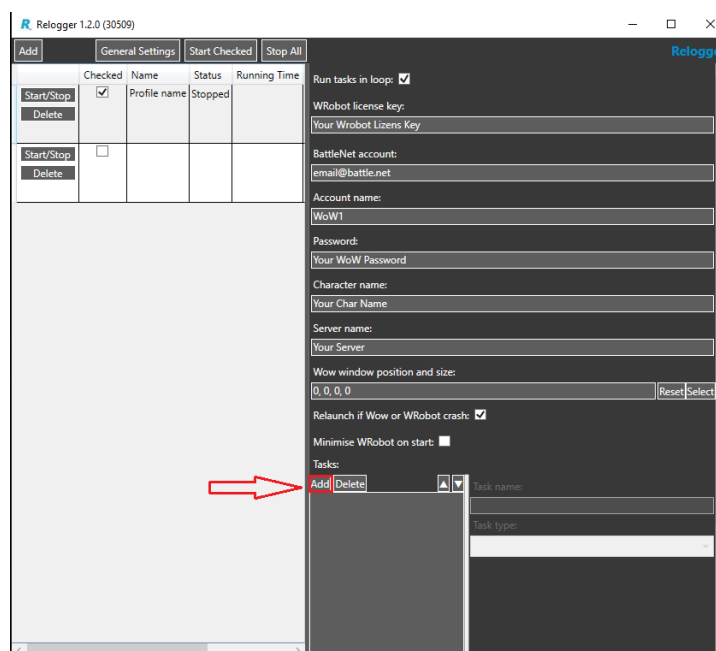 Relogger 1.2.0 (30509)
Add General Settings Start Checked Stop All Relogge
Checked Name Status Running Time
Start/Stop Profile name Stopped
Delete
Start/Stop
Delete
Run tasks in loop:
WRobot license key:
Your Wrobot Lizens Key
BattleNet account:
email@battle.net
Account name:
WoW1
Password:
Your WoW Password
Character name:
Your Char Name
Server name:
Your Server
Wow window position and size:
0, 0, 0, 0 Reset Select
Relaunch if Wow or WRobot crash:
Minimise WRobot on start:
Tasks:
Add Delete
Task name:
Task type: